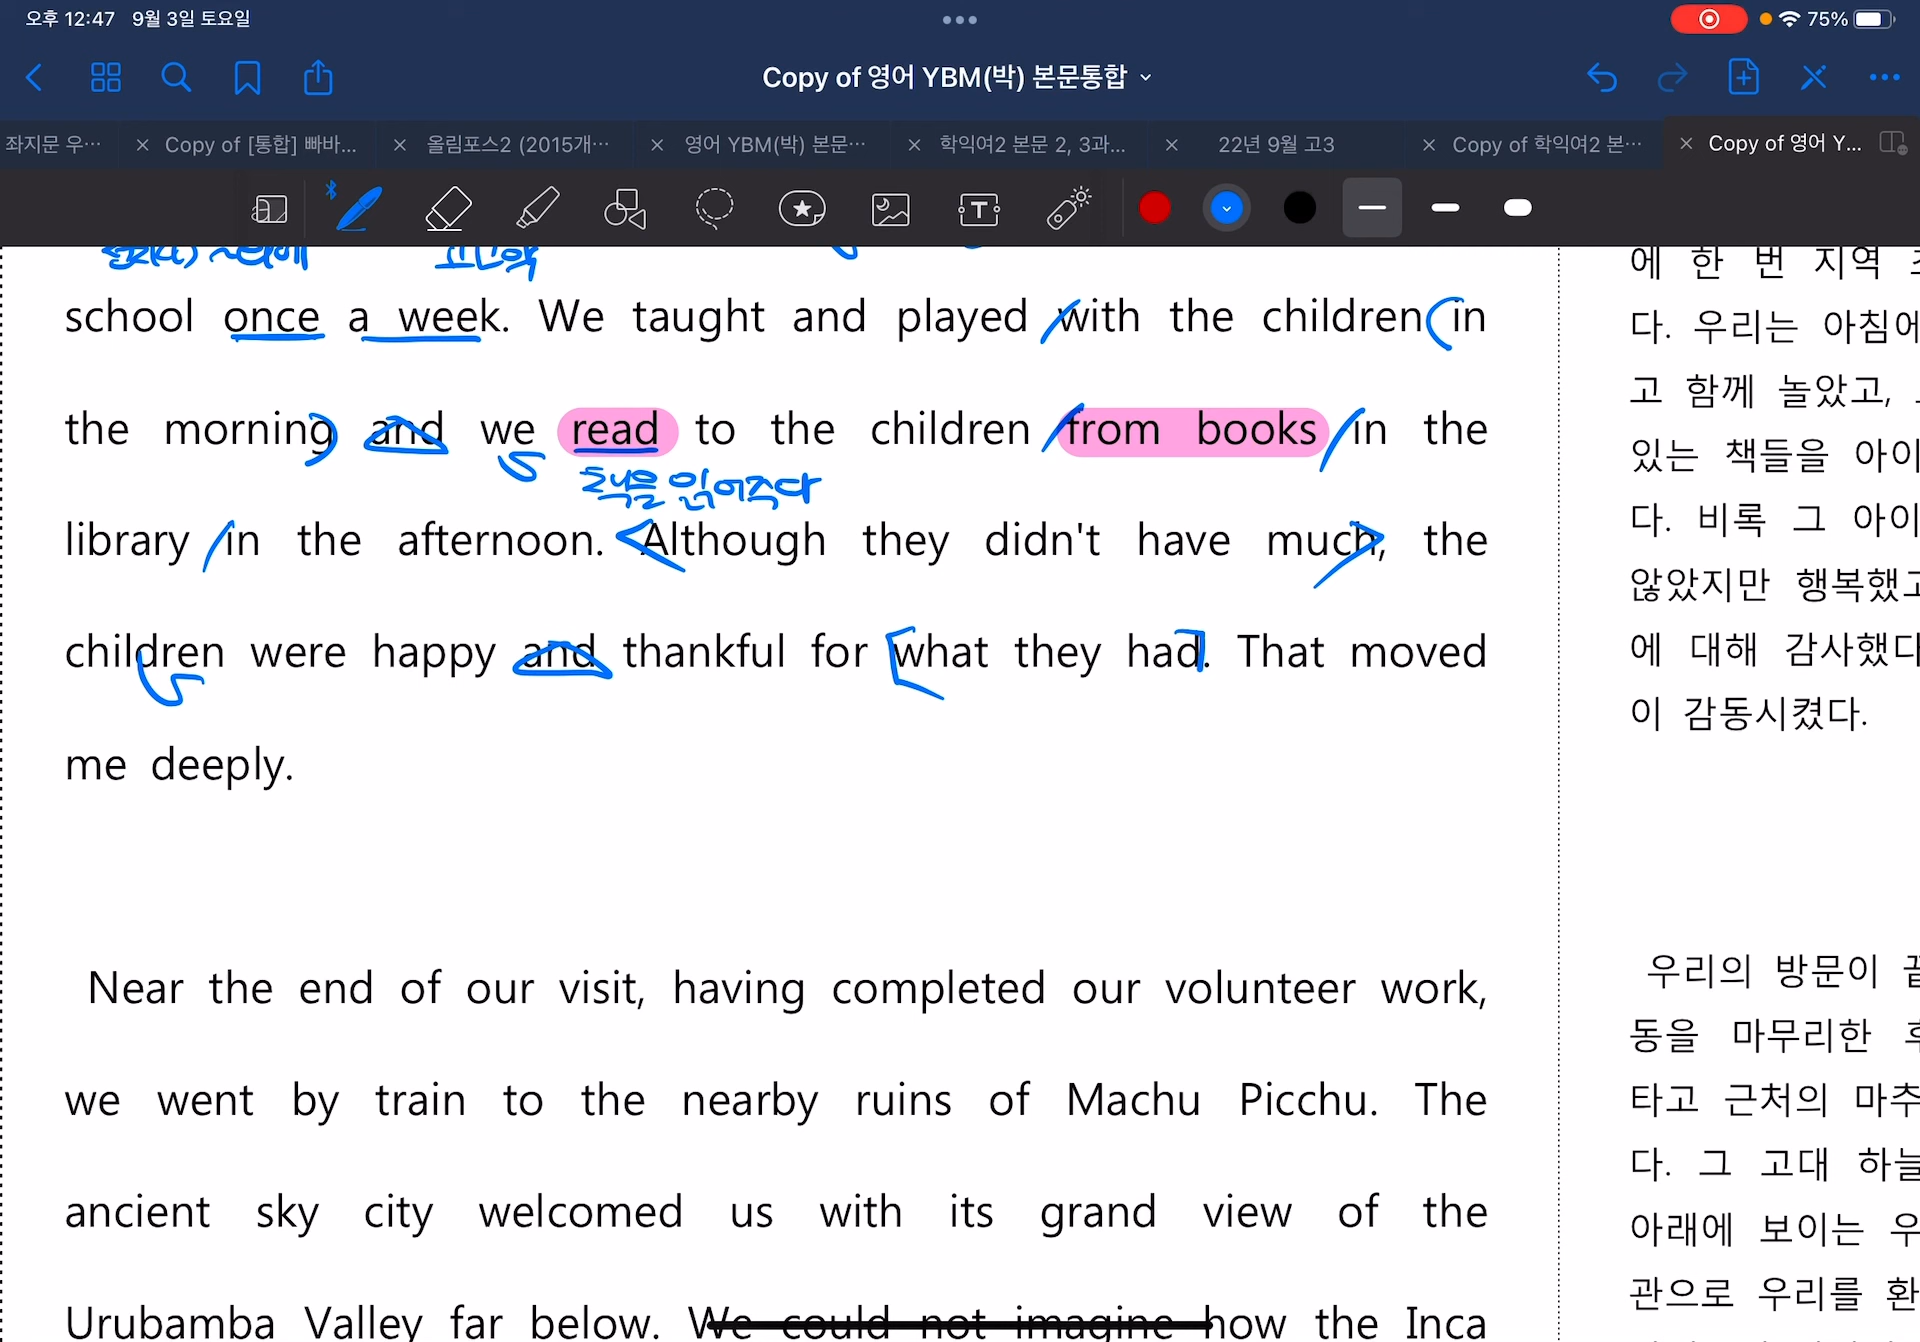 오후 12:47 9월 3일 토요일
75%
Copy of 영어 YBM(박) 본문통합
좌지문 우… Copy of [통합] 빠바… 올림포스2 (2015개… 영어 YBM(박) 본문… 학익여2 본문 2, 3과… 22년 9월 고3 Copy of 학익여2 본… Copy of 영어 Y…
고고학
school once a week. We taught and played with the children in
the morning and we read to the children from books in the
책을 읽어주다
library in the afternoon. Although they didn't have much, the
children were happy and thankful for what they had. That moved
me deeply.
Near the end of our visit, having completed our volunteer work,
we went by train to the nearby ruins of Machu Picchu. The
ancient sky city welcomed us with its grand view of the
Urubamba Valley far below. We could not imagine how the Inca
에 한 번 지역
다. 우리는 아침에
고 함께 놀았고,
있는 책들을 아이
다. 비록 그 아이
않았지만 행복했고
에 대해 감사했다
이 감동시켰다.
우리의 방문이
동을 마무리한
타고 근처의 마추
다. 그 고대 하늘
아래에 보이는 우
관으로 우리를 환